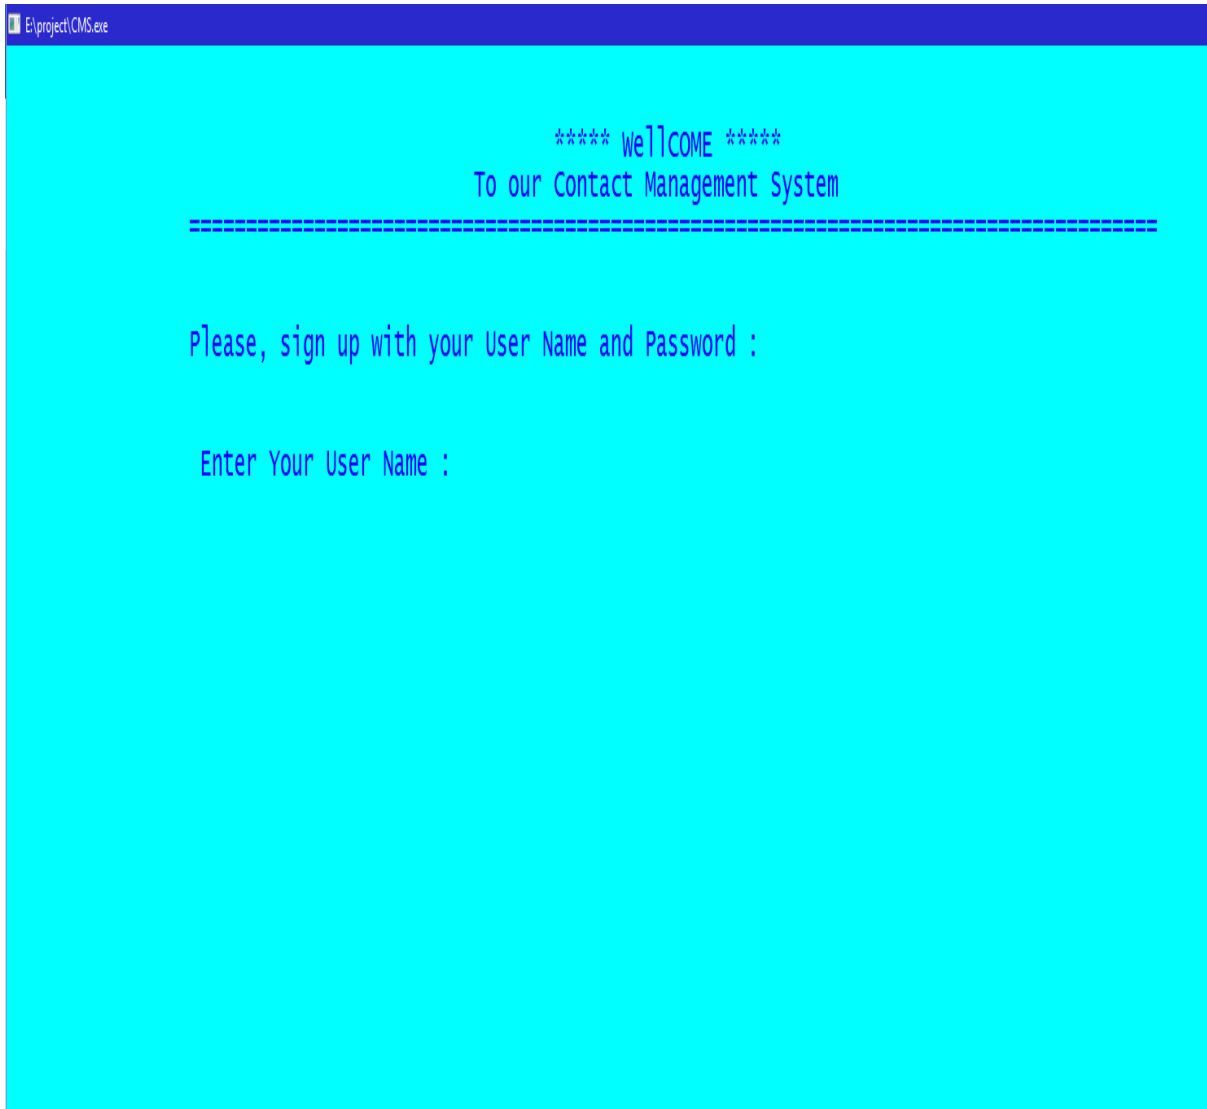 E:\project\CMS.exe
***** WellCOME *****
To our Contact Management System
=====================================================================================
Please, sign up with your User Name and Password :
Enter Your User Name :